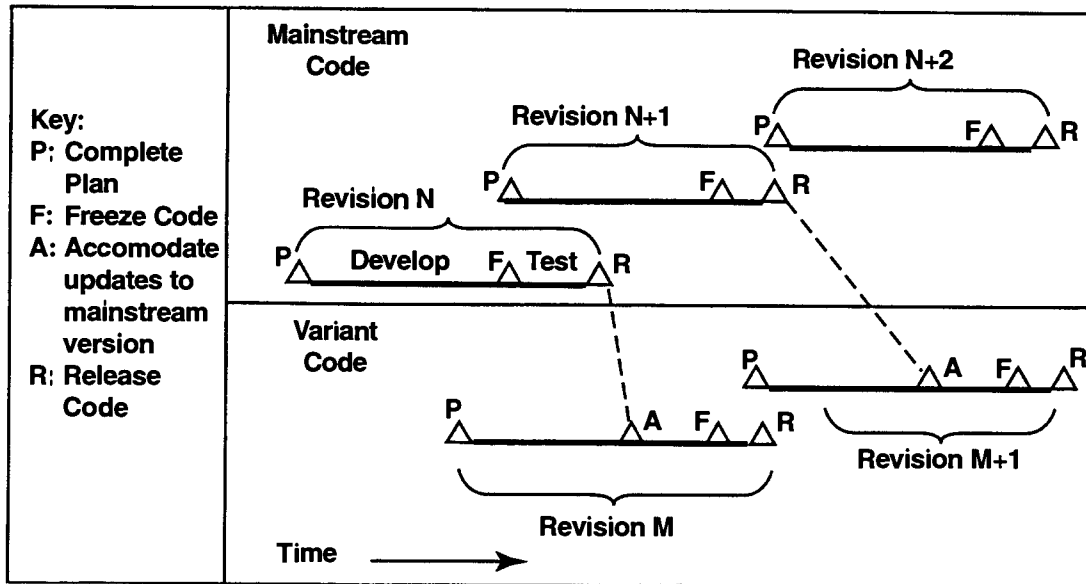 Key:
P: Complete
Plan
F: Freeze Code
A: Accomodate
updates to
mainstream
version
R: Release
Code
Mainstream
Code
Revision N+2
P
F
R
Revision N+1
P
F
R
Revision N
P
Develop
F
Test
R
Variant
Code
P
A
F
R
Revision M+1
P
A
F
R
Revision M
Time